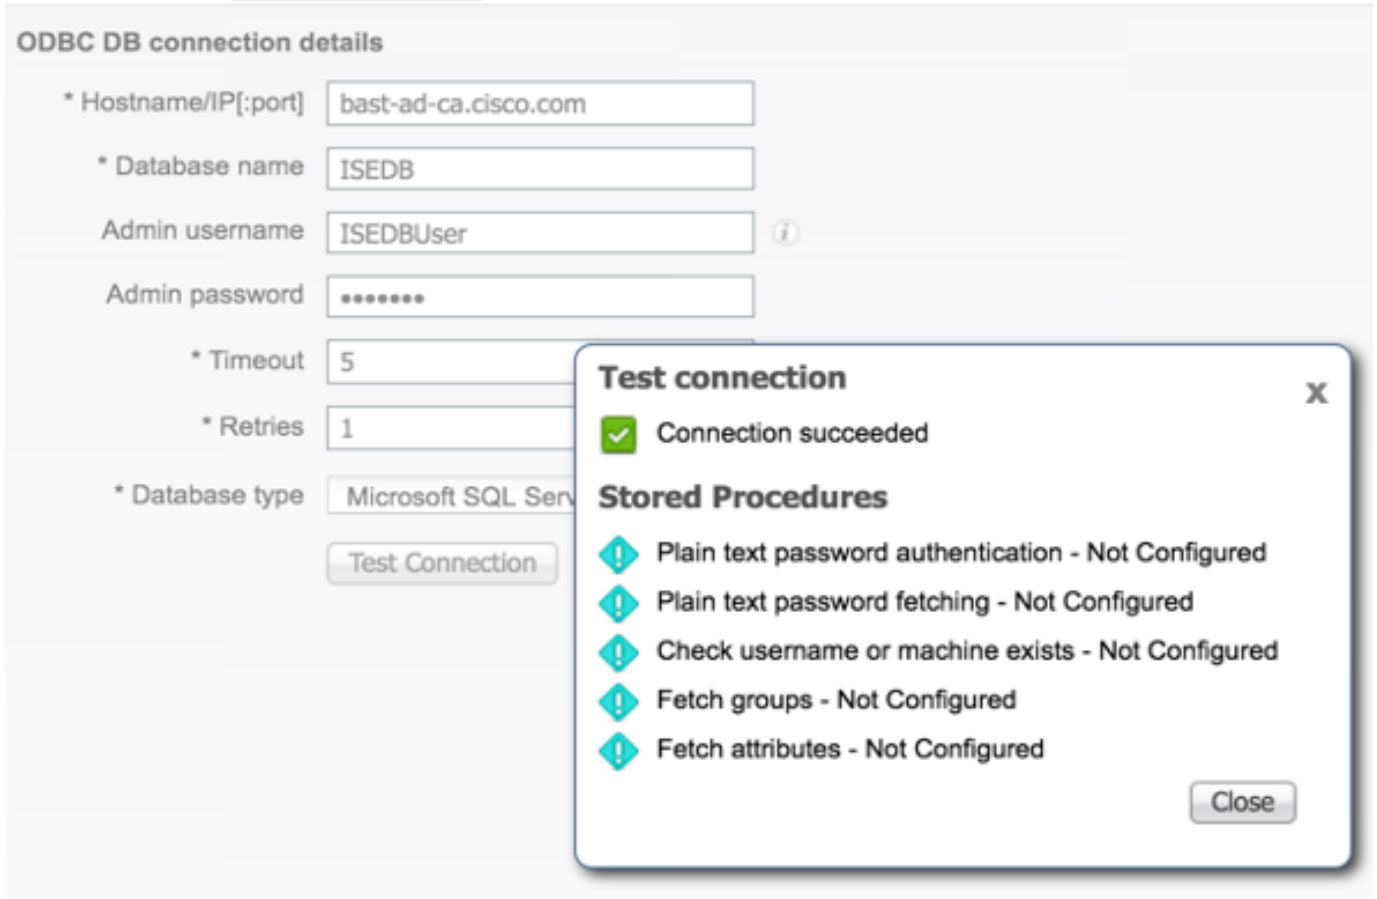 ODBC DB connection details
* Hostname/IP[:port] bast-ad-ca.cisco.com
* Database name ISEDB
Admin username ISEDBUser
Admin password •••••••
* Timeout 5
* Retries 1
* Database type Microsoft SQL Serv
Test Connection
Test connection
x
Connection succeeded
Stored Procedures
Plain text password authentication - Not Configured
Plain text password fetching - Not Configured
Check username or machine exists - Not Configured
Fetch groups - Not Configured
Fetch attributes - Not Configured
Close